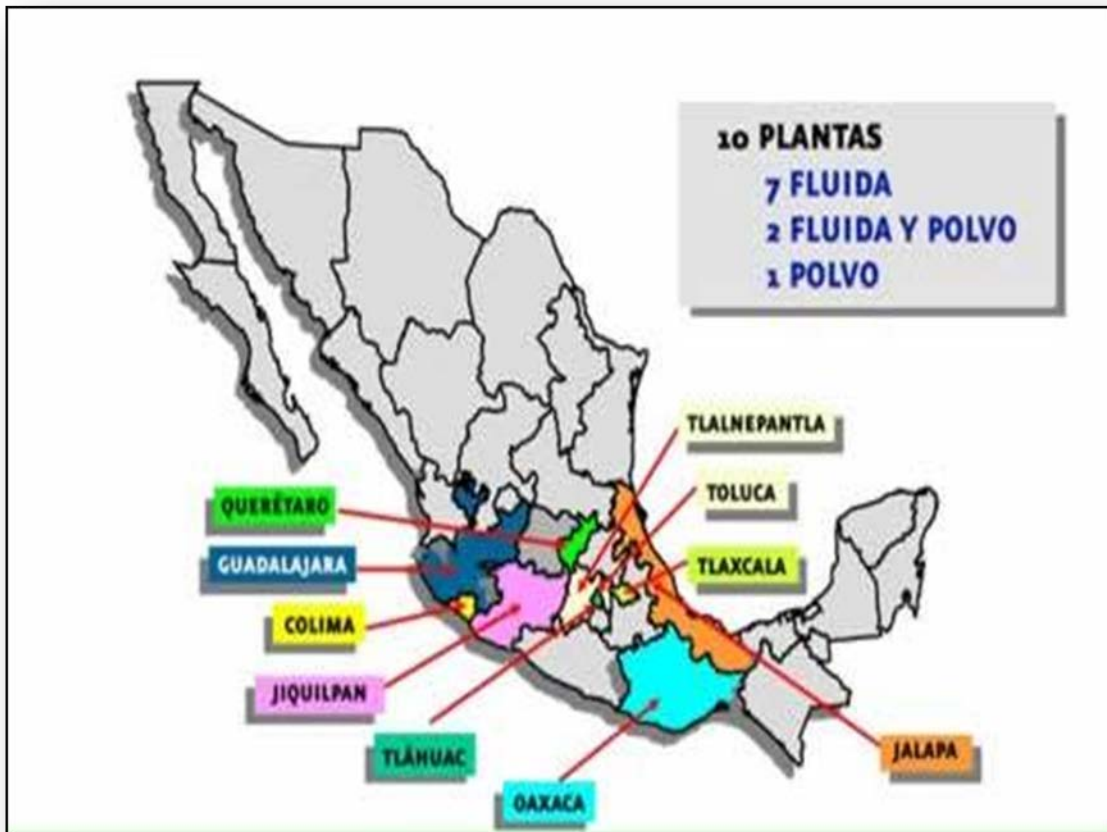 10 PLANTAS
7 FLUIDA
2 FLUIDA Y POLVO
1 POLVO
TLALNEPANTLA
TOLUCA
TLAXCALA
JALAPA
QUERÉTARO
GUADALAJARA
COLIMA
JIQUILPAN
TLÁHUAC
OAXACA